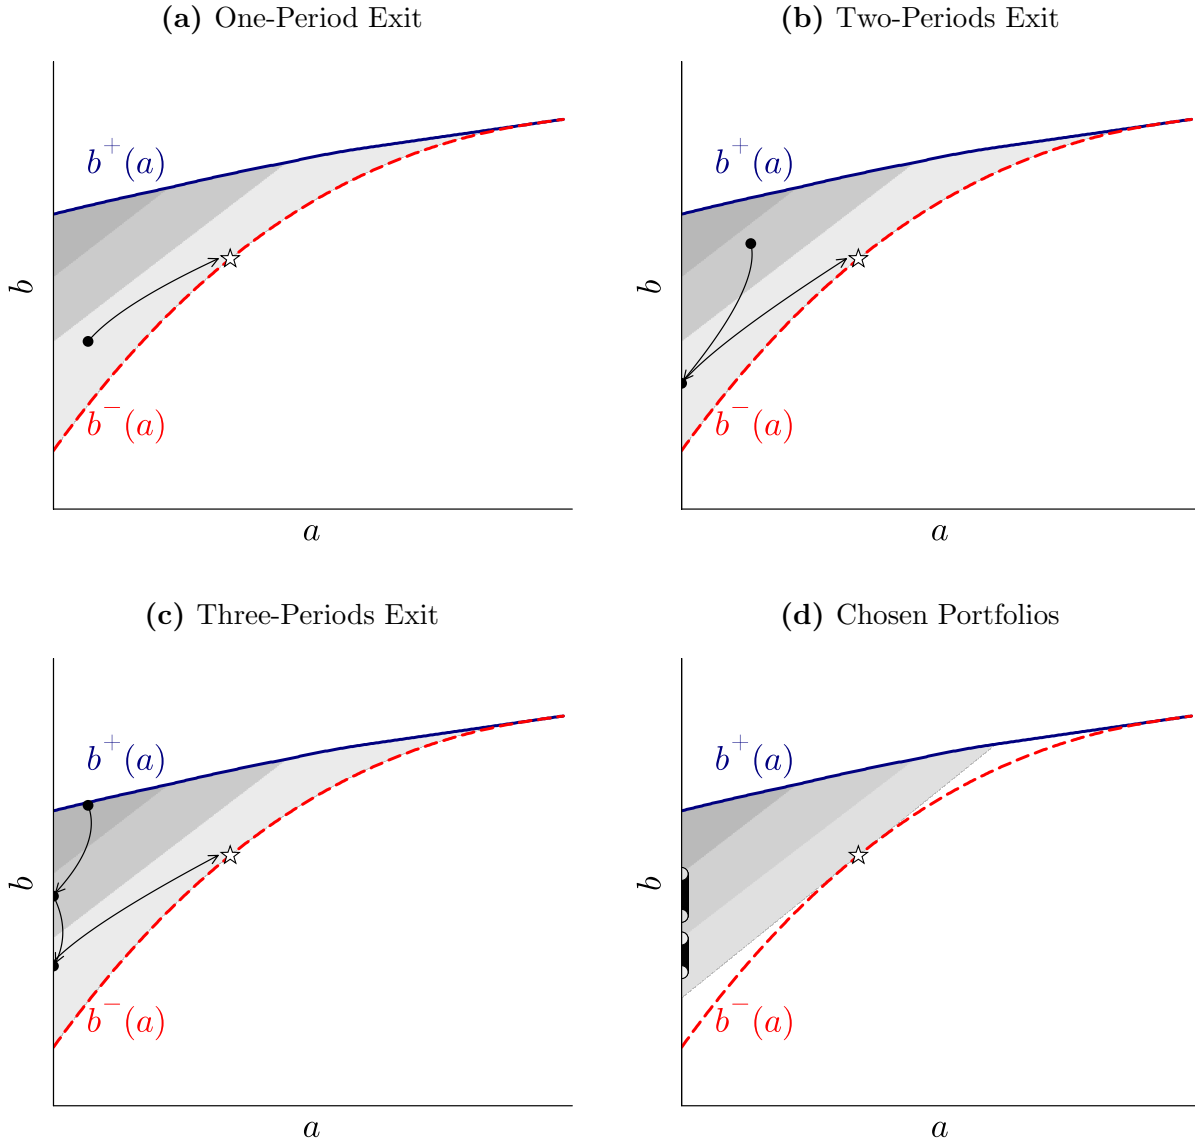 (a) One-Period Exit
b⁺(a)
b
b⁻(a)
a
(b) Two-Periods Exit
b⁺(a)
b
b⁻(a)
a
(c) Three-Periods Exit
b⁺(a)
b
b⁻(a)
a
(d) Chosen Portfolios
b⁺(a)
b
b⁻(a)
a